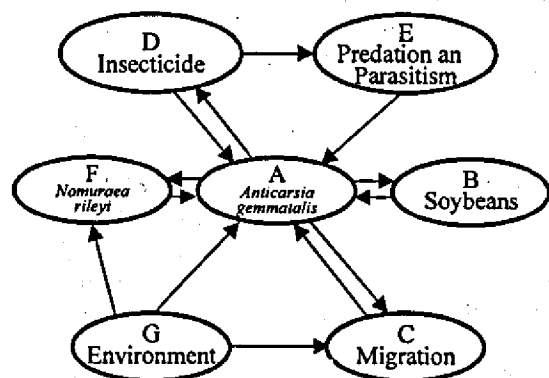 D
Insecticide
E
Predation an
Parasitism
F
Nomuraea
rileyi
A
Anticarsia
gemmatalis
B
Soybeans
G
Environment
C
Migration